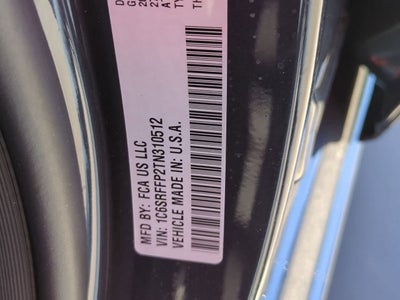 MFD BY: FCA US LLC
VIN: 1C6SRFFP2TN310512
VEHICLE MADE IN: U.S.A.